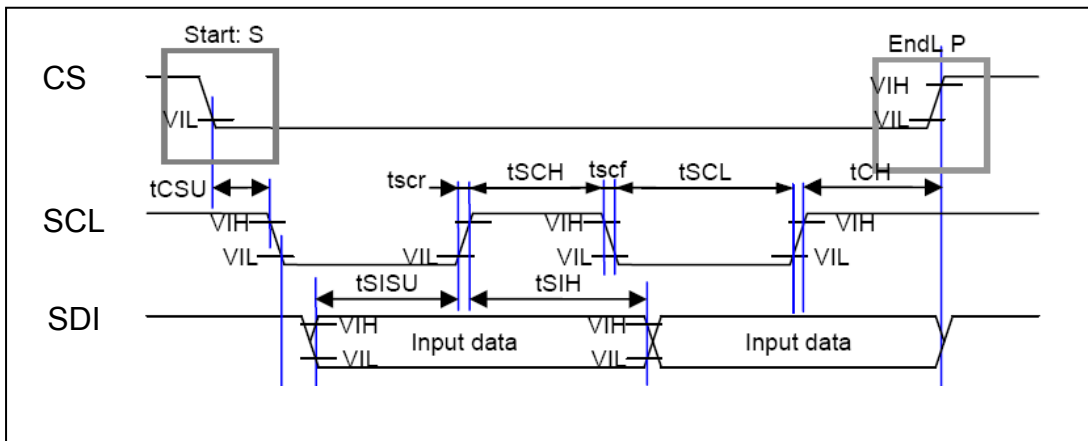 Start: S
EndL P
CS
VIH
VIL
VIL
tCSU
tscr
tSCH
tscf
tSCL
tCH
SCL
VIH
VIH
VIH
VIL
VIL
VIL
VIL
tSISU
tSIH
SDI
VIH
Input data
VIH
Input data
VIL
VIL